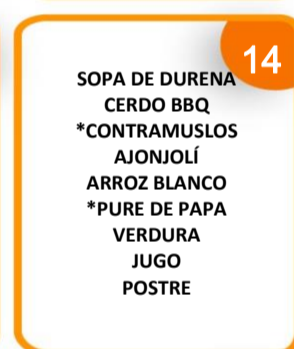 14
SOPA DE DURENA
CERDO BBQ
*CONTRAMUSLOS
AJONJOLÍ
ARROZ BLANCO
*PURE DE PAPA
VERDURA
JUGO
POSTRE